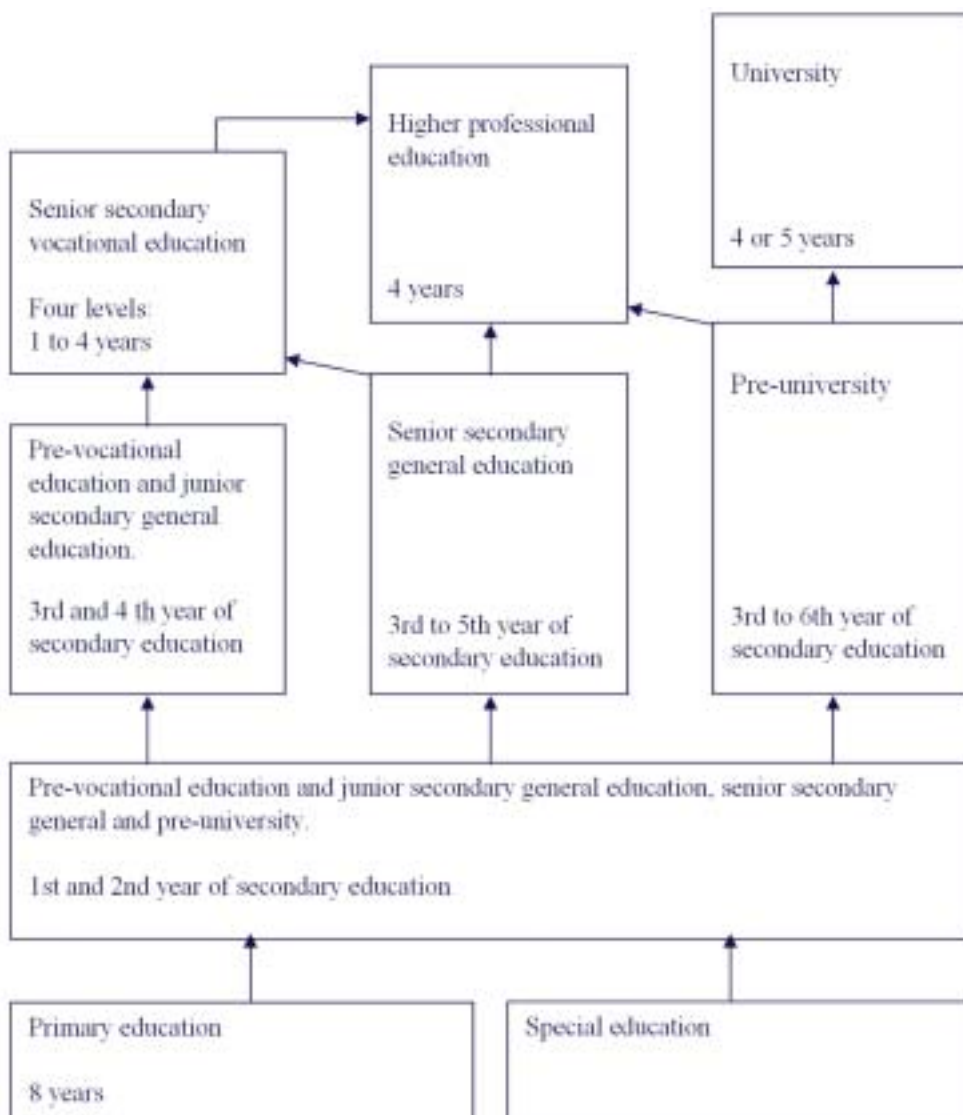 University
4 or 5 years
Higher professional
education
4 years
Senior secondary
vocational education
Four levels:
1 to 4 years
Pre-university
3rd to 6th year of
secondary education
Senior secondary
general education
3rd to 5th year of
secondary education
Pre-vocational
education and junior
secondary general
education.
3rd and 4 th year of
secondary education
Pre-vocational education and junior secondary general education, senior secondary
general and pre-university.
1st and 2nd year of secondary education
Primary education
8 years
Special education